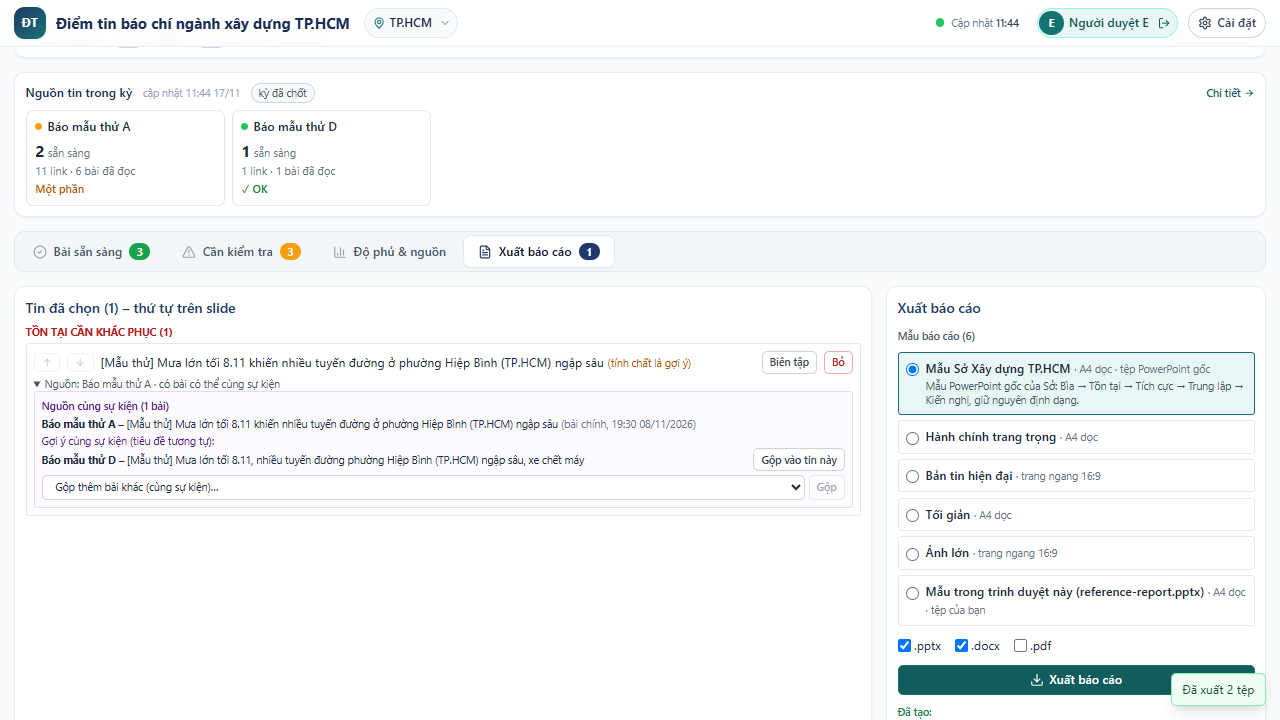 ĐT Điểm tin báo chí ngành xây dựng TP.HCM TP.HCM Cập nhật 11:44 E Người duyệt E Cài đặt
Nguồn tin trong kỳ cập nhật 11:44 17/11 kỳ đã chốt Chi tiết →
Báo mẫu thử A
2 sẵn sàng
11 link · 6 bài đã đọc
Một phần
Báo mẫu thử D
1 sẵn sàng
1 link · 1 bài đã đọc
✓ OK
Bài sẵn sàng 3 Cần kiểm tra 3 Độ phủ & nguồn Xuất báo cáo 1
Tin đã chọn (1) – thứ tự trên slide
TỒN TẠI CẦN KHẮC PHỤC (1)
↑ ↓ [Mẫu thử] Mưa lớn tối 8.11 khiến nhiều tuyến đường ở phường Hiệp Bình (TP.HCM) ngập sâu (tính chất là gợi ý) Biên tập Bỏ
▼ Nguồn: Báo mẫu thử A · có bài có thể cùng sự kiện
Nguồn cùng sự kiện (1 bài)
Báo mẫu thử A – [Mẫu thử] Mưa lớn tối 8.11 khiến nhiều tuyến đường ở phường Hiệp Bình (TP.HCM) ngập sâu (bài chính, 19:30 08/11/2026)
Gợi ý cùng sự kiện (tiêu đề tương tự):
Báo mẫu thử D – [Mẫu thử] Mưa lớn tối 8.11, nhiều tuyến đường phường Hiệp Bình (TP.HCM) ngập sâu, xe chết máy Gộp vào tin này
Gộp thêm bài khác (cùng sự kiện)... Gộp
Xuất báo cáo
Mẫu báo cáo (6)
Mẫu Sở Xây dựng TP.HCM · A4 dọc · tệp PowerPoint gốc
Mẫu PowerPoint gốc của Sở: Bìa → Tồn tại → Tích cực → Trung lập →
Kiến nghị, giữ nguyên định dạng.
Hành chính trang trọng · A4 dọc
Bản tin hiện đại · trang ngang 16:9
Tối giản · A4 dọc
Ảnh lớn · trang ngang 16:9
Mẫu trong trình duyệt này (reference-report.pptx) · A4 dọc
· tệp của bạn
.pptx .docx .pdf
Xuất báo cáo
Đã xuất 2 tệp
Đã tạo: